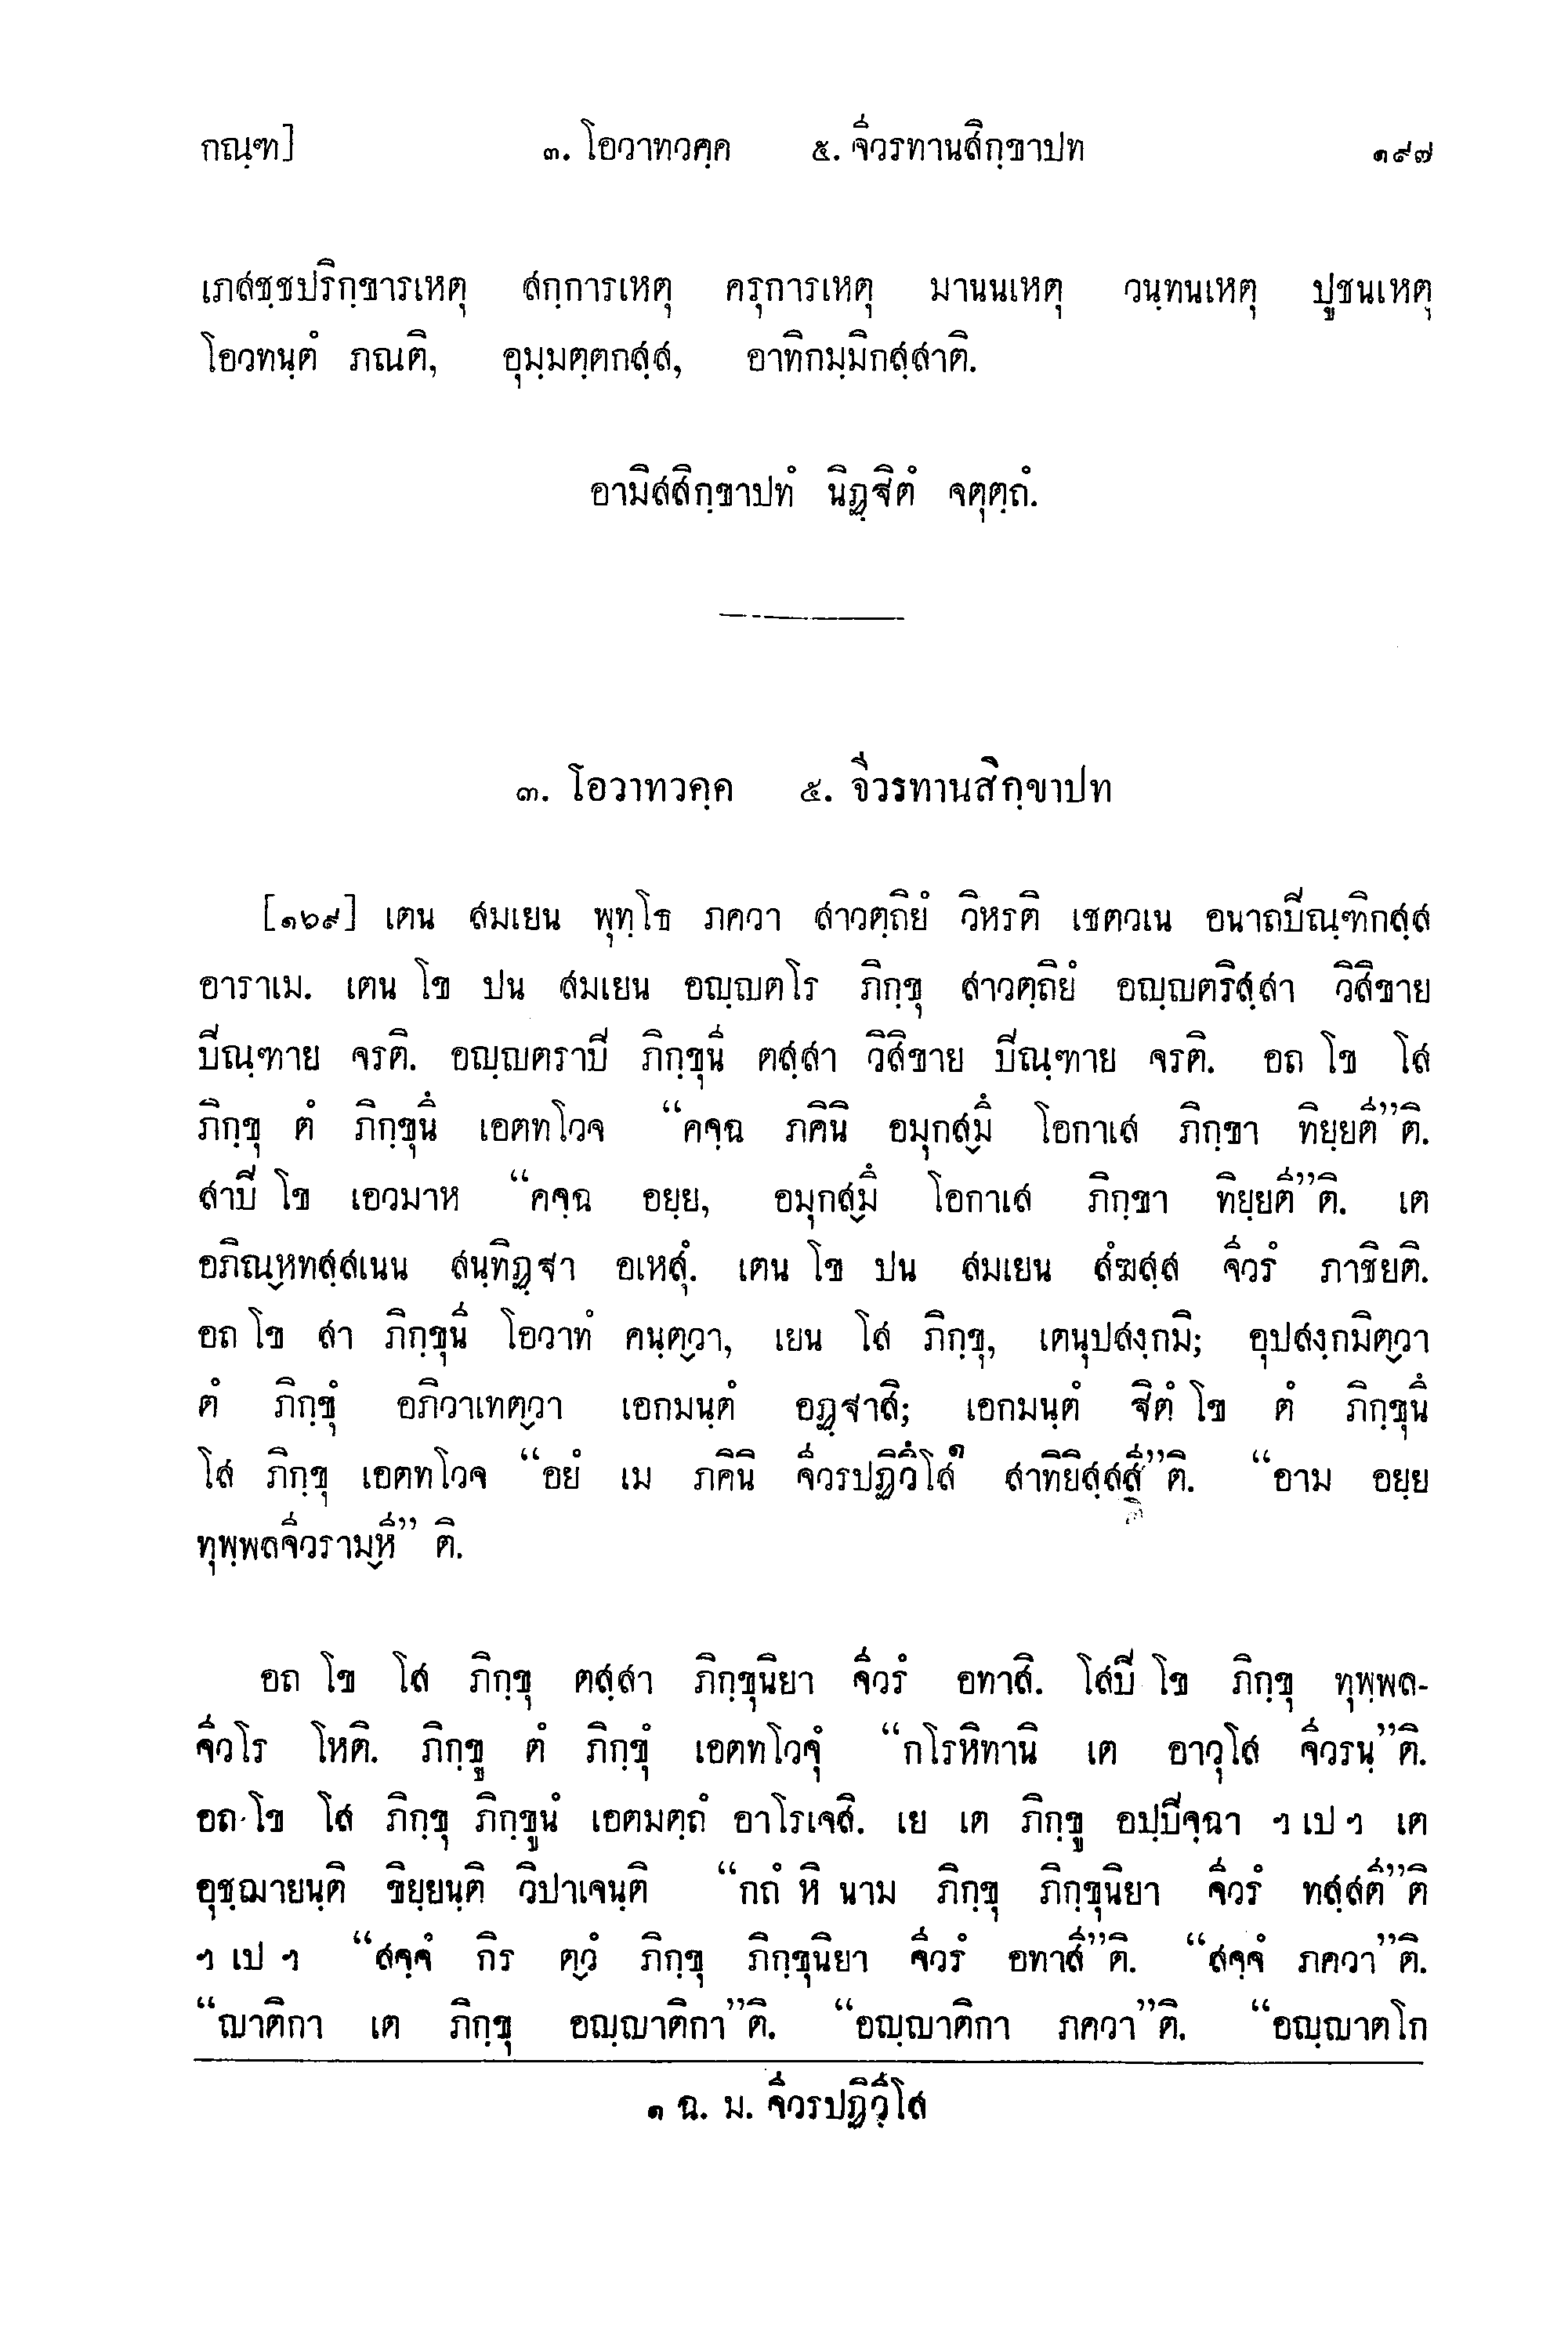 กณฺฑ] ๓. โอวาทวคฺค ๕. จีวรทานสิกฺขาปท ๑๙๗
เภสชฺชปริกฺขารเหตุ สกฺการเหตุ ครุการเหตุ มานนเหตุ วนฺทนเหตุ ปูชนเหตุ
โอวทนฺตํ ภณติ, อุมฺมตฺตกสฺส, อาทิกมฺมิกสฺสาติ.
อามิสสิกฺขาปทํ นิฏฺฐิตํ จตุตฺถํ.
๓. โอวาทวคฺค ๕. จีวรทานสิกฺขาปท
[๑๖๙] เตน สมเยน พุทฺโธ ภควา สาวตฺถิยํ วิหรติ เชตวเน อนาถปิณฺฑิกสฺส
อาราเม. เตน โข ปน สมเยน อญฺญตโร ภิกฺขุ สาวตฺถิยํ อญฺญตริสฺสา วิสิขาย
ปิณฺฑาย จรติ. อญฺญตราปิ ภิกฺขุนี ตสฺสา วิสิขาย ปิณฺฑาย จรติ. อถ โข โส
ภิกฺขุ ตํ ภิกฺขุนึ เอตทโวจ “คจฺฉ ภคินิ อมุกสฺมึ โอกาเส ภิกฺขา ทิยฺยตี”ติ.
สาปิ โข เอวมาห “คจฺฉ อยฺย, อมุกสฺมึ โอกาเส ภิกฺขา ทิยฺยตี”ติ. เต
อภิณฺหทสฺสเนน สนฺทิฏฺฐา อเหสุํ. เตน โข ปน สมเยน สํฆสฺส จีวรํ ภาชิยติ.
อถ โข สา ภิกฺขุนี โอวาทํ คนฺตฺวา, เยน โส ภิกฺขุ, เตนุปสงฺกมิ; อุปสงฺกมิตฺวา
ตํ ภิกฺขุํ อภิวาเทตฺวา เอกมนฺตํ อฏฺฐาสิ; เอกมนฺตํ ฐิตํ โข ตํ ภิกฺขุนึ
โส ภิกฺขุ เอตทโวจ “อยํ เม ภคินิ จีวรปฏิวึโส๑ สาทิยิสฺสสี”ติ. “อาม อยฺย
ทุพฺพลจีวรามฺหี” ติ.
อถ โข โส ภิกฺขุ ตสฺสา ภิกฺขุนิยา จีวรํ อทาสิ. โสปิ โข ภิกฺขุ ทุพฺพล-
จีวโร โหติ. ภิกฺขู ตํ ภิกฺขุํ เอตทโวจุํ “กโรหิทานิ เต อาวุโส จีวรนฺ”ติ.
อถ โข โส ภิกฺขุ ภิกฺขูนํ เอตมตฺถํ อาโรเจสิ. เย เต ภิกฺขู อปฺปิจฺฉา ฯ เป ฯ เต
อุชฺฌายนฺติ ขิยฺยนฺติ วิปาเจนฺติ “กถํ หิ นาม ภิกฺขุ ภิกฺขุนิยา จีวรํ ทสฺสตี”ติ
ฯ เป ฯ “สจฺจํ กิร ตฺวํ ภิกฺขุ ภิกฺขุนิยา จีวรํ อทาสี”ติ. “สจฺจํ ภควา”ติ.
“ญาติกา เต ภิกฺขุ อญฺญาติกา”ติ. “อญฺญาติกา ภควา”ติ. “อญฺญาตโก
๑ ฉ. ม. จีวรปฏิวีโส